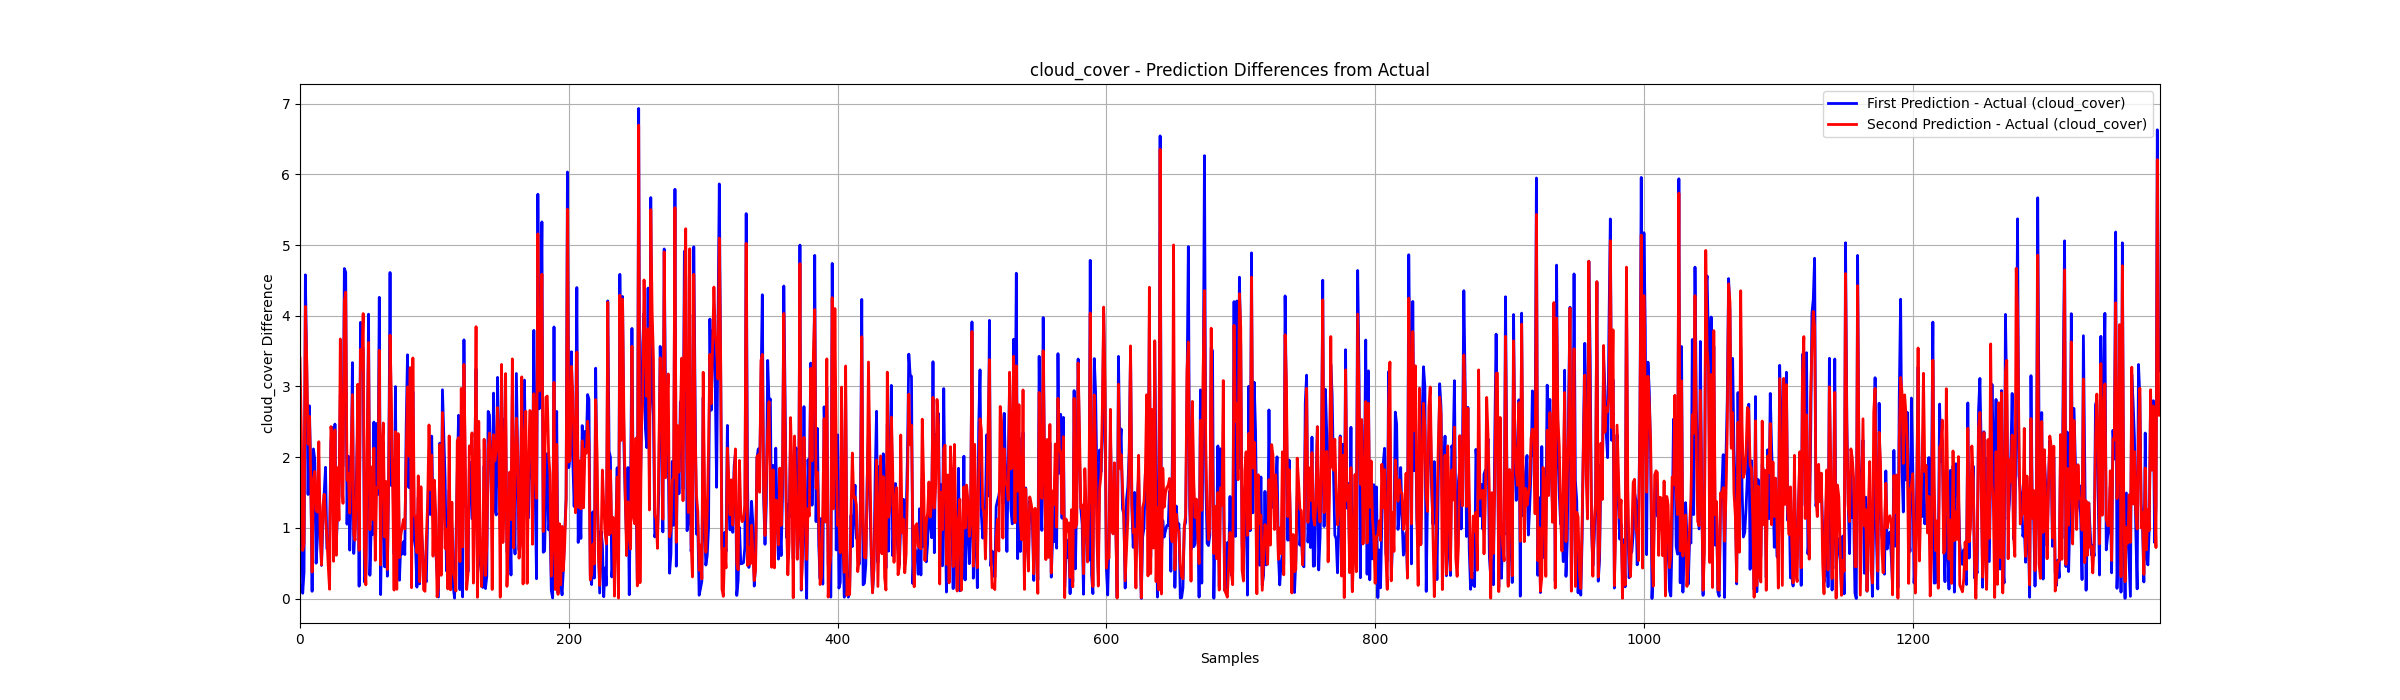 cloud_cover - Prediction Differences from Actual
First Prediction - Actual (cloud_cover)
Second Prediction - Actual (cloud_cover)
cloud_cover Difference
7
6
5
4
3
2
1
0
0 200 400 600 800 1000 1200
Samples